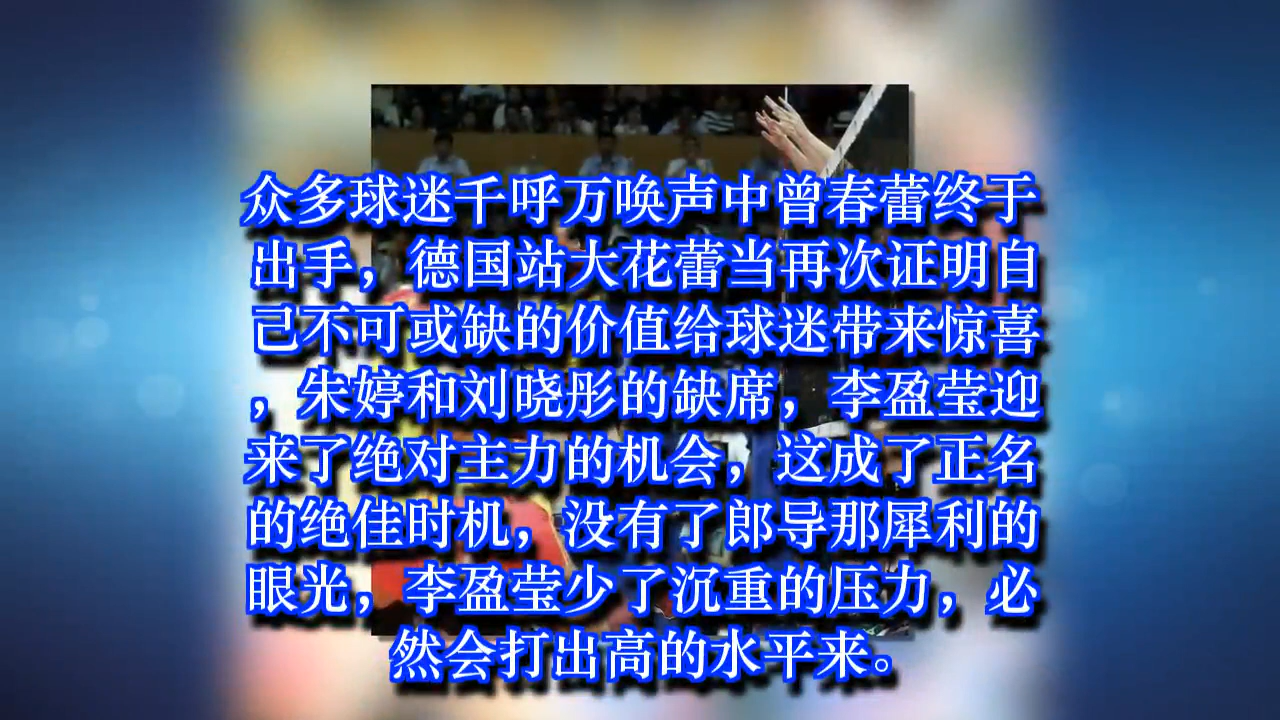 众多球迷千呼万唤声中曾春蕾终于
出手，德国站大花蕾当再次证明自
己不可或缺的价值给球迷带来惊喜
，朱婷和刘晓彤的缺席，李盈莹迎
来了绝对主力的机会，这成了正名
的绝佳时机，没有了郎导那犀利的
眼光，李盈莹少了沉重的压力，必
然会打出高的水平来。